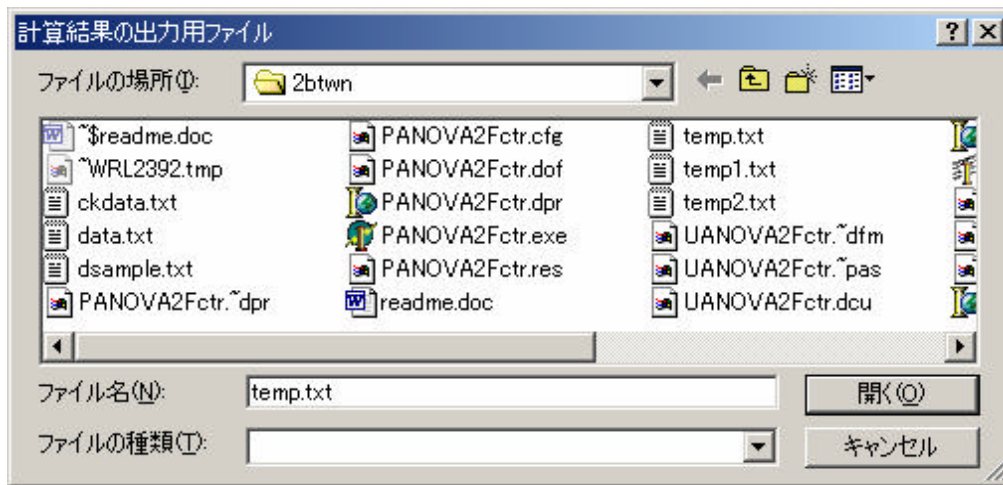 計算結果の出力用ファイル
ファイルの場所(I):
2btwn
~$readme.doc
~WRL2392.tmp
ckdata.txt
data.txt
dsample.txt
PANOVA2Fctr.~dpr
PANOVA2Fctr.cfg
PANOVA2Fctr.dof
PANOVA2Fctr.dpr
PANOVA2Fctr.exe
PANOVA2Fctr.res
readme.doc
temp.txt
temp1.txt
temp2.txt
UANOVA2Fctr.~dfm
UANOVA2Fctr.~pas
UANOVA2Fctr.dcu
ファイル名(N):
temp.txt
開く(O)
ファイルの種類(T):
キャンセル